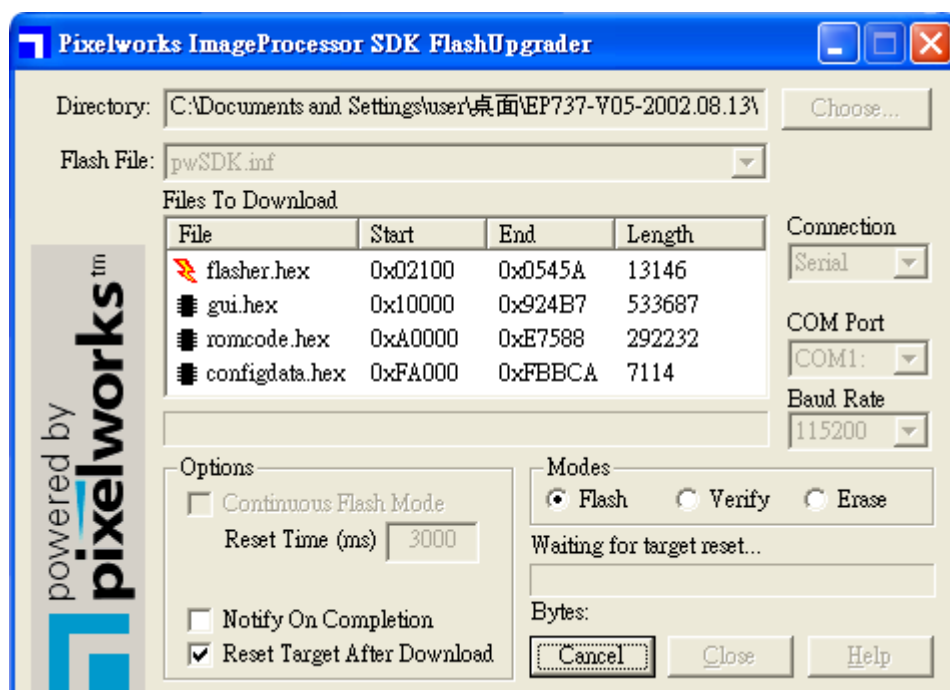 Pixelworks ImageProcessor SDK FlashUpgrader
Directory: C:\Documents and Settings\user\桌面\EP737-V05-2002.08.13\ Choose...
Flash File: pwSDK.inf
Files To Download
File Start End Length
flasher.hex 0x02100 0x0545A 13146
gui.hex 0x10000 0x924B7 533687
romcode.hex 0xA0000 0xE7588 292232
configdata.hex 0xFA000 0xFBBCA 7114
Connection
Serial
COM Port
COM1:
Baud Rate
115200
powered by
pixelworks™
Options
Continuous Flash Mode
Reset Time (ms) 3000
Notify On Completion
Reset Target After Download
Modes
Flash Verify Erase
Waiting for target reset...
Bytes:
Cancel Close Help